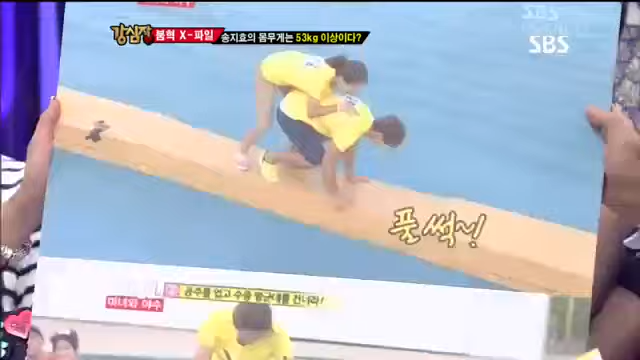 SBS
강심장 붐혁 X-파일 송지효의 몸무게는 53kg 이상이다?
SBS
풀썩~!
공주를 업고 수중 평균대를 건너라!
미녀와 야수